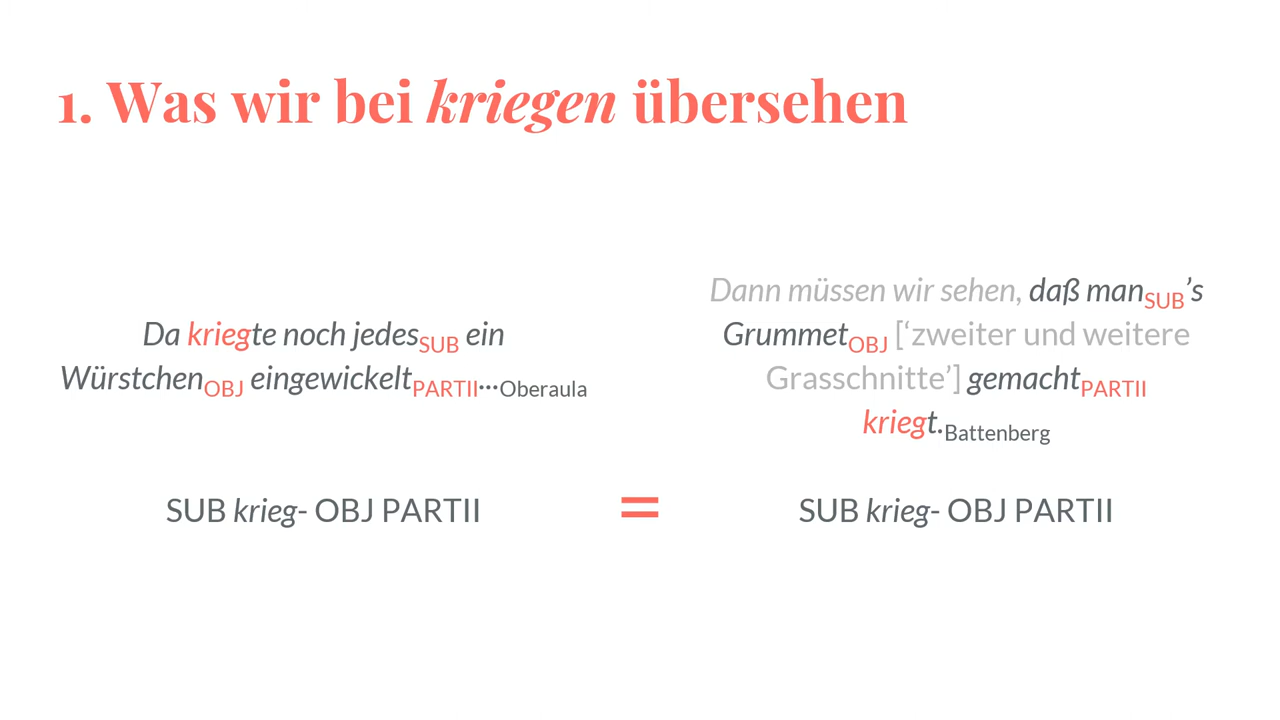 1. Was wir bei kriegen übersehen
Da kriegte noch jedesSUB ein
WürstchenOBJ eingewickeltPARTII...Oberaula
SUB krieg- OBJ PARTII
=
Dann müssen wir sehen, daß manSUB’s
GrummetOBJ [‘zweiter und weitere
Grasschnitte’] gemachtPARTII
kriegt.Battenberg
SUB krieg- OBJ PARTII